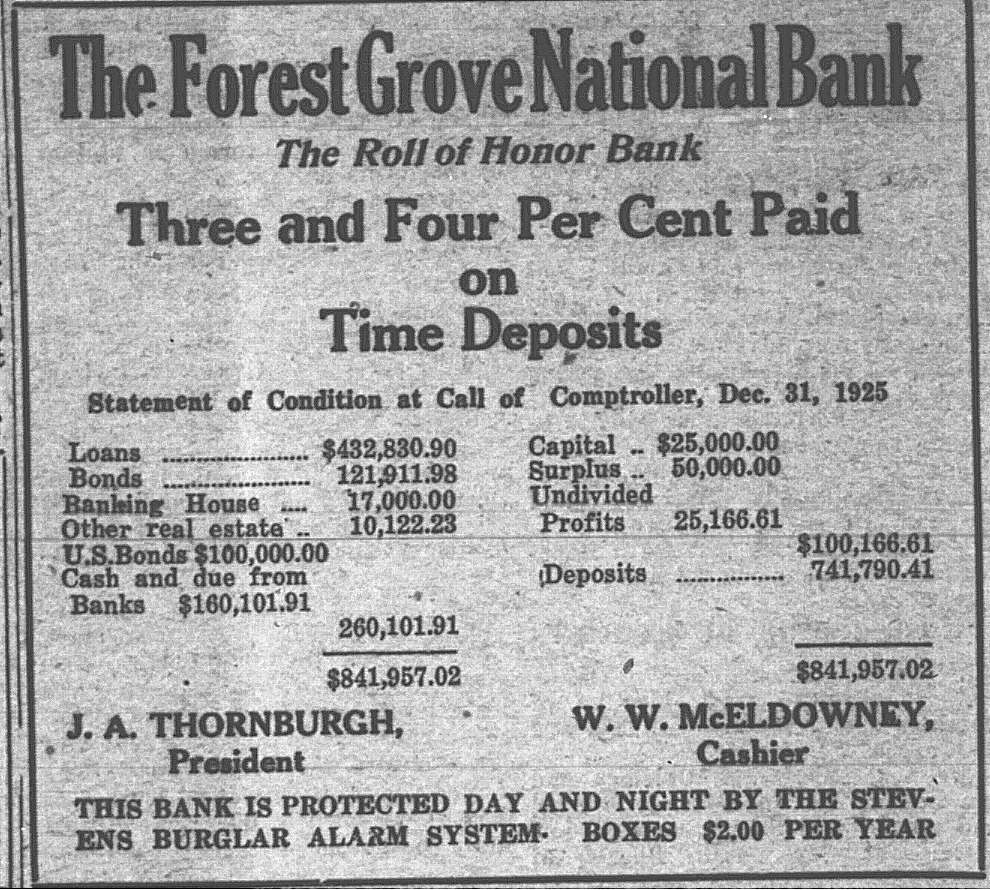 The Forest Grove National Bank
The Roll of Honor Bank
Three and Four Per Cent Paid
on
Time Deposits
Statement of Condition at Call of Comptroller, Dec. 31, 1925
Loans ...................... $432,830.90
Bonds ...................... 121,911.98
Banking House .... 17,000.00
Other real estate .. 10,122.23
U.S.Bonds $100,000.00
Cash and due from
Banks $160,101.91
260,101.91
$841,957.02
Capital .. $25,000.00
Surplus .. 50,000.00
Undivided
Profits 25,166.61
$100,166.61
Deposits ................ 741,790.41
$841,957.02
J. A. THORNBURGH,
President
W. W. McELDOWNEY,
Cashier
THIS BANK IS PROTECTED DAY AND NIGHT BY THE STEV-
ENS BURGLAR ALARM SYSTEM. BOXES $2.00 PER YEAR